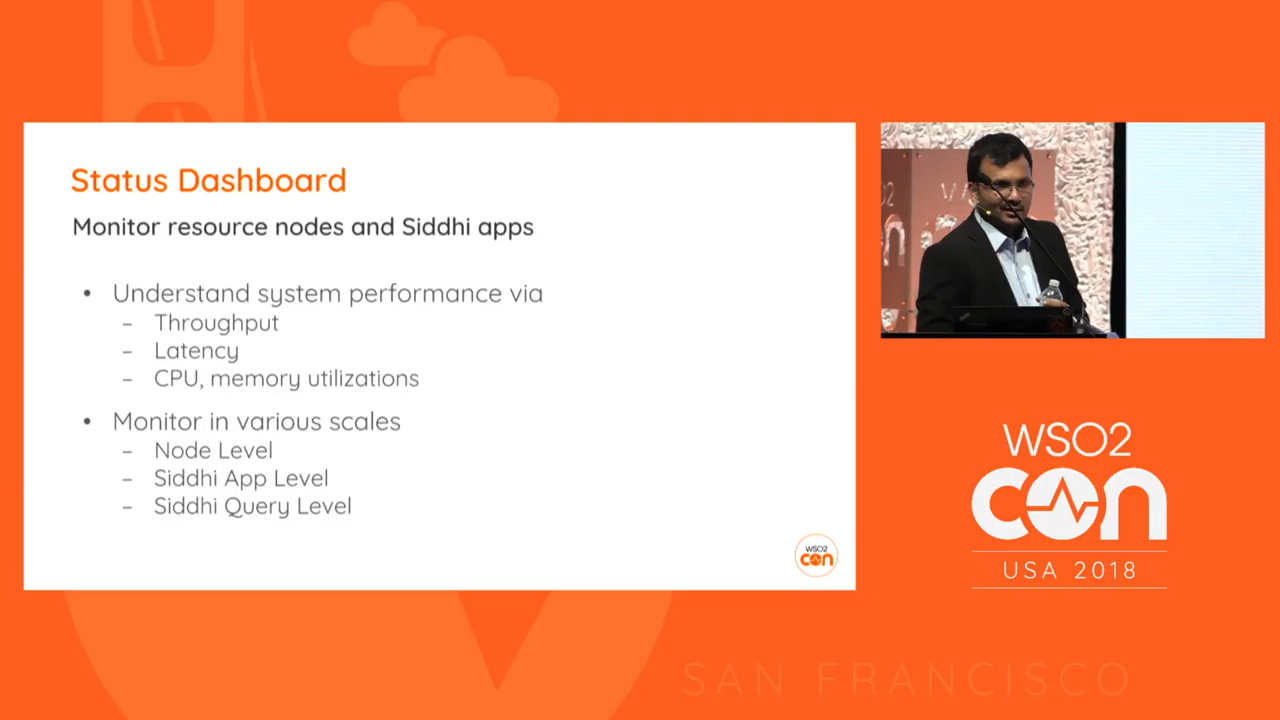 Status Dashboard
Monitor resource nodes and Siddhi apps
• Understand system performance via
– Throughput
– Latency
– CPU, memory utilizations
• Monitor in various scales
– Node Level
– Siddhi App Level
– Siddhi Query Level
WSO2
con
WSO2
con
USA 2018
SAN FRANCISCO